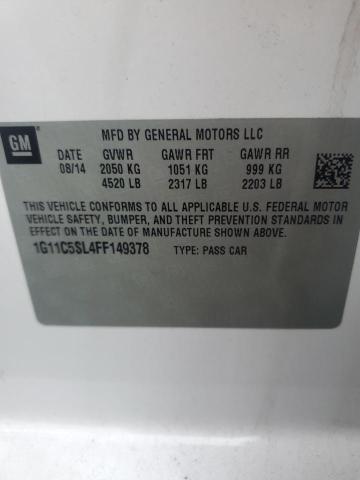 GM
MFD BY GENERAL MOTORS LLC
DATE GVWR GAWR FRT GAWR RR
08/14 2050 KG 1051 KG 999 KG
4520 LB 2317 LB 2203 LB
THIS VEHICLE CONFORMS TO ALL APPLICABLE U.S. FEDERAL MOTOR
VEHICLE SAFETY, BUMPER, AND THEFT PREVENTION STANDARDS
IN EFFECT ON THE DATE OF MANUFACTURE SHOWN ABOVE.
1G11C5SL4FF149378 TYPE: PASS CAR